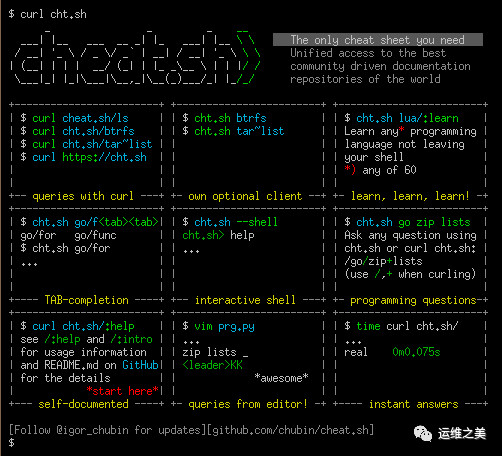 $ curl cht.sh
cheat.sh
The only cheat sheet you need
Unified access to the best
community driven documentation
repositories of the world
$ curl cheat.sh/ls
$ curl cht.sh/btrfs
$ curl cht.sh/tar~list
$ curl https://cht.sh
queries with curl
$ cht.sh btrfs
$ cht.sh tar~list
own optional client
$ cht.sh lua/:learn
Learn any* programming
language not leaving
your shell
*) any of 60
learn, learn, learn!
$ cht.sh go/f<tab><tab>
go/for   go/func
$ cht.sh go/for
...
TAB-completion
$ cht.sh --shell
cht.sh> help
...
interactive shell
$ cht.sh go zip lists
Ask any question using
cht.sh or curl cht.sh:
/go/zip+lists
(use /,+ when curling)
programming questions
$ curl cht.sh/:help
see /:help and /:intro
for usage information
and README.md on GitHub
for the details
*start here*
self-documented
$ vim prg.py
...
zip lists _
<leader>KK
*awesome*
queries from editor!
$ time curl cht.sh/
...
real    0m0.075s
instant answers
[Follow @igor_chubin for updates][github.com/chubin/cheat.sh]
$
运维之美